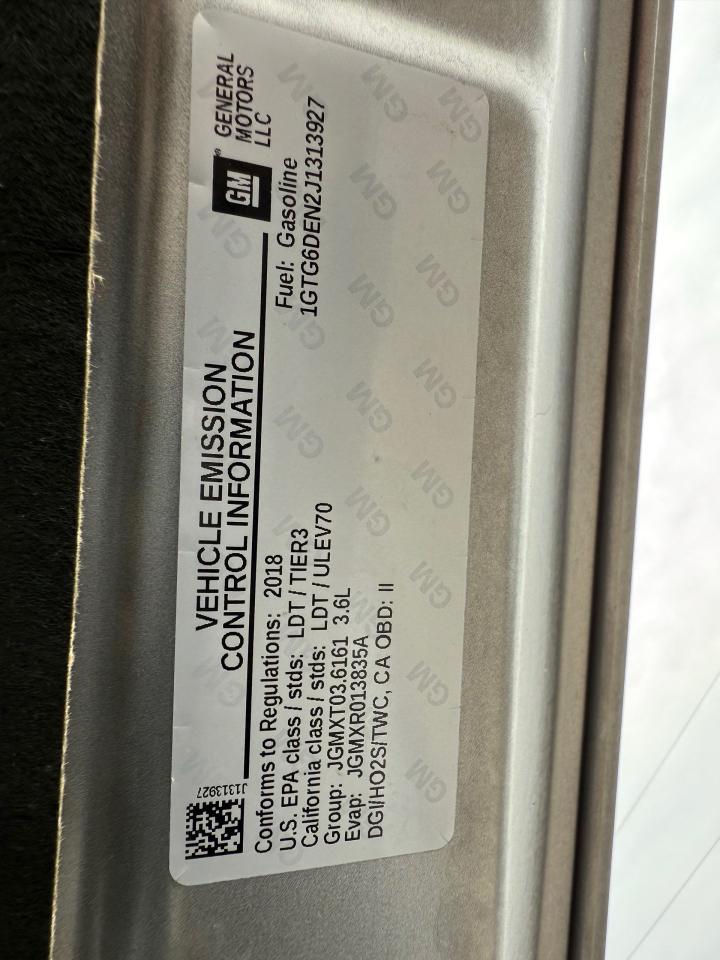 J1313927
VEHICLE EMISSION
CONTROL INFORMATION
GM
GENERAL
MOTORS
LLC
Conforms to Regulations: 2018
U.S. EPA class / stds: LDT / TIER3
California class / stds: LDT / ULEV70
Group: JGMXT03.6161 3.6L
Evap: JGMXR013835A
DGI/HO2S/TWC, CA OBD: II
Fuel: Gasoline
1GTG6DEN2J1313927